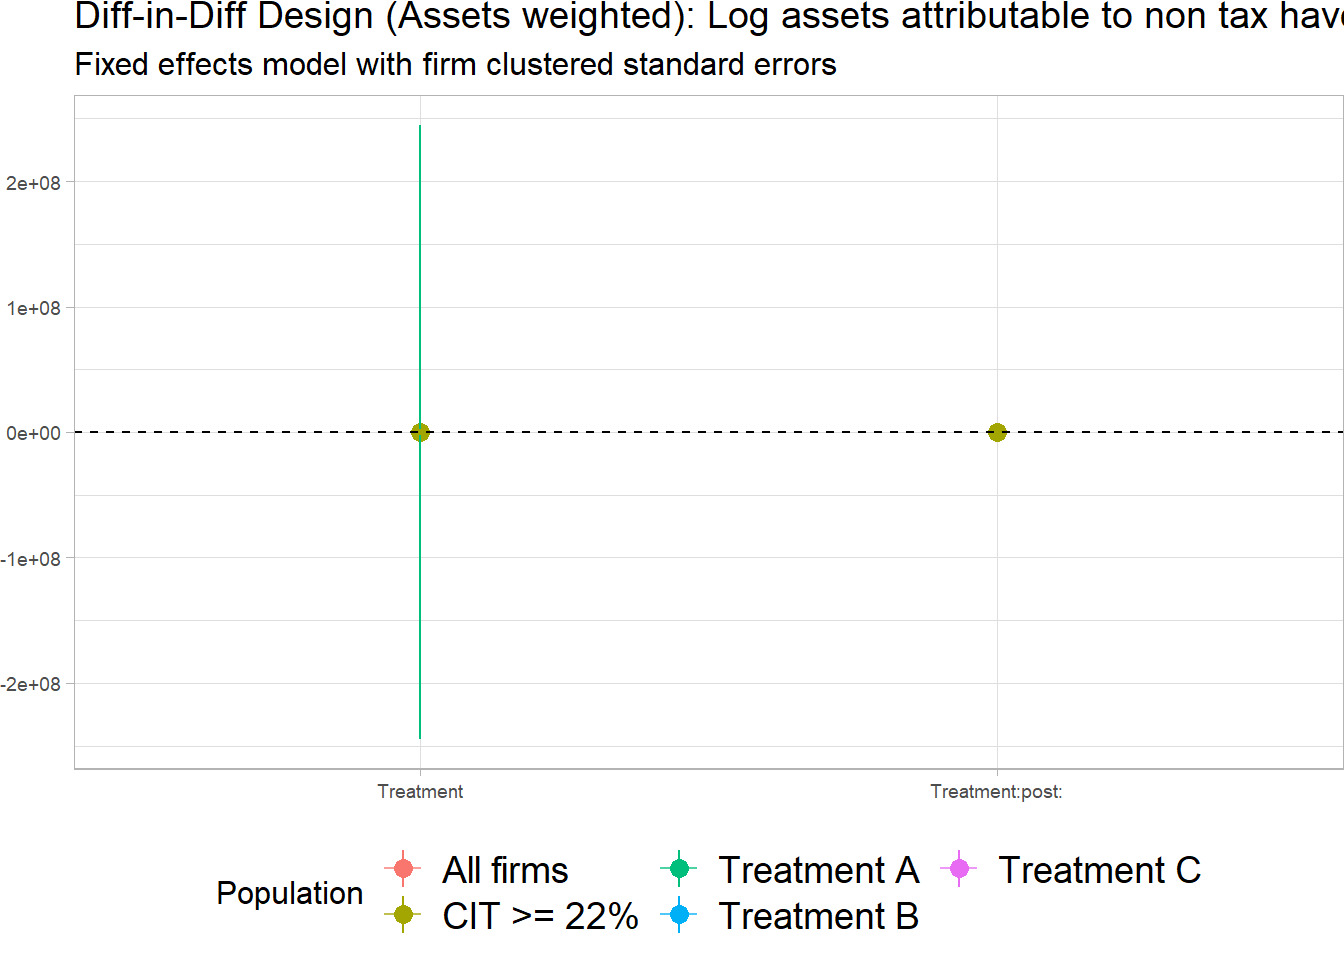 Diff-in-Diff Design (Assets weighted): Log assets attributable to non tax have
Fixed effects model with firm clustered standard errors
2e+08
1e+08
0e+00
-1e+08
-2e+08
Treatment
Treatment:post:
Population
All firms
CIT >= 22%
Treatment A
Treatment B
Treatment C